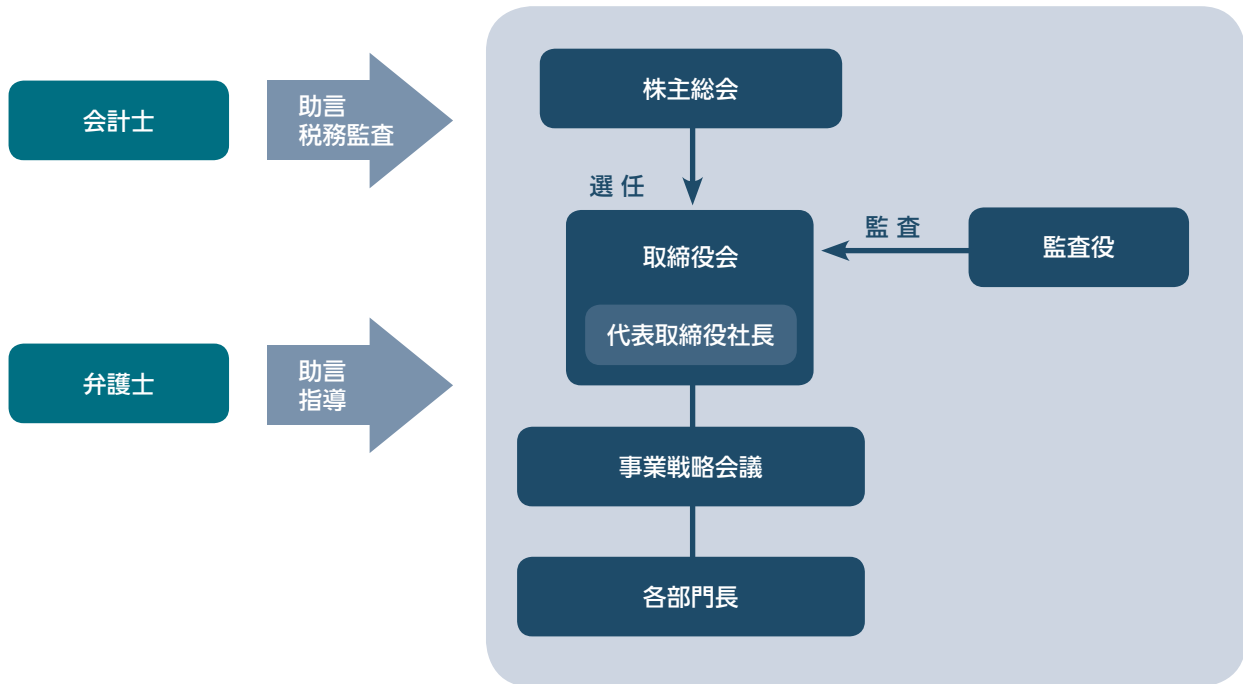 株主総会
会計士
助言
税務監査
選 任
取締役会
監 査
監査役
代表取締役社長
弁護士
助言
指導
事業戦略会議
各部門長